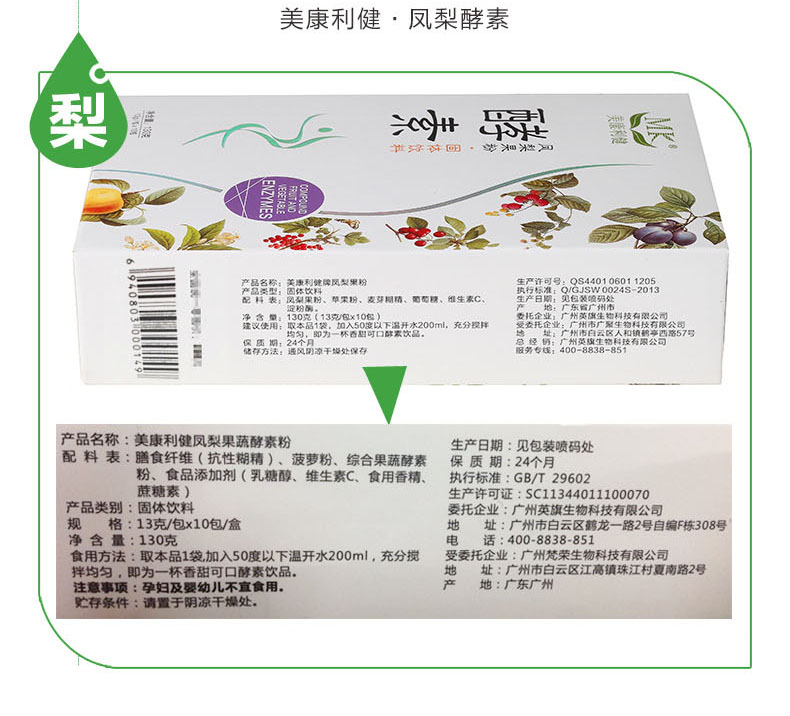 美康利健·凤梨酵素
梨
MK®
美康利健
酵素
凤梨果粉·固体饮料
COMPOUND
FRUIT AND
VEGETABLE
ENZYMES
6940803000149
产品名称：美康利健牌凤梨果粉
产品类型：固体饮料
配 料 表：凤梨果粉、苹果粉、麦芽糊精、葡萄糖、维生素C、
淀粉酶。
净 含 量：130克（13克/包x10包）
建议使用：取本品1袋，加入50度以下温开水200ml，充分搅拌
均匀，即为一杯香甜可口酵素饮品。
保 质 期：24个月
储存方法：通风阴凉干燥处保存
生产许可号：QS4401 0601 1205
执行标准：Q/GJSW 0024S-2013
生产日期：见包装喷码处
产 地：广东省广州市
委托企业：广州英旗生物科技有限公司
受委托企业：广州市广聚生物科技有限公司
地 址：广州市白云区人和镇鹤亭西路57号
总 经 销：广州英旗生物科技有限公司
服务专线：400-8838-851
产品名称：美康利健凤梨果蔬酵素粉
配 料 表：膳食纤维（抗性糊精）、菠萝粉、综合果蔬酵素
粉、食品添加剂（乳糖醇、维生素C、食用香精、
蔗糖素）
产品类别：固体饮料
规 格：13克/包x10包/盒
净 含 量：130克
食用方法：取本品1袋,加入50度以下温开水200ml，充分搅
拌均匀，即为一杯香甜可口酵素饮品。
注意事项：孕妇及婴幼儿不宜食用。
贮存条件：请置于阴凉干燥处。
生产日期：见包装喷码处
保 质 期：24个月
执行标准：GB/T 29602
生产许可证：SC11344011100070
委托企业：广州英旗生物科技有限公司
地 址：广州市白云区鹤龙一路2号自编F栋308号
电 话：400-8838-851
受委托企业：广州梵荣生物科技有限公司
地 址：广州市白云区江高镇珠江村夏南路2号
产 地：广东广州